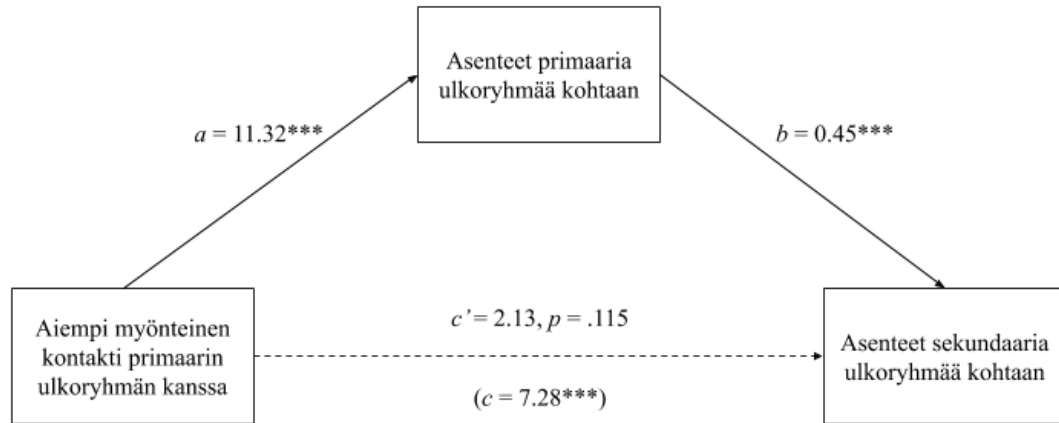 Asenteet primaaria
ulkoryhmää kohtaan
a = 11.32***
b = 0.45***
Aiempi myönteinen
kontakti primaarin
ulkoryhmän kanssa
c’= 2.13, p = .115
(c = 7.28***)
Asenteet sekundaaria
ulkoryhmää kohtaan